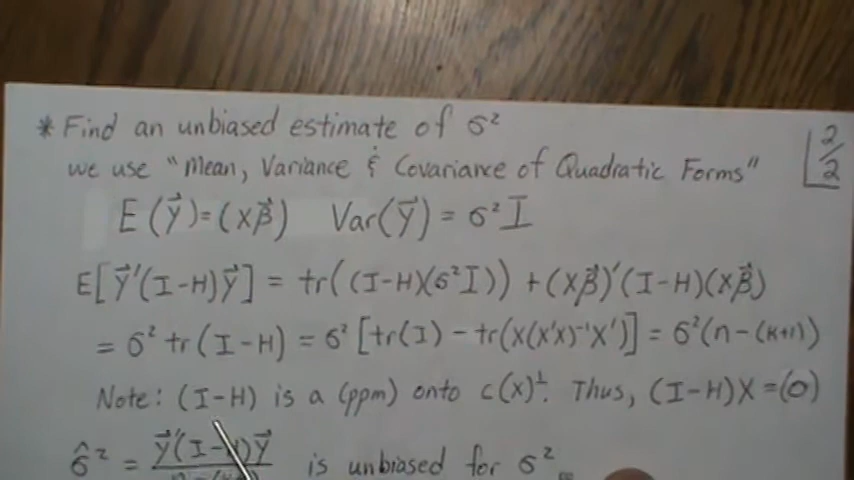 * Find an unbiased estimate of σ²
2/2
we use "Mean, Variance & Covariance of Quadratic Forms"
E(Y⃗) = (Xβ⃗) Var(Y⃗) = σ²I
E[Y⃗'(I-H)Y⃗] = tr((I-H)(σ²I)) + (Xβ⃗)'(I-H)(Xβ⃗)
= σ² tr(I-H) = σ²[tr(I) - tr(X(X'X)⁻¹X')] = σ²(n-(k+1))
Note: (I-H) is a (ppm) onto C(X)⊥. Thus, (I-H)X = (0)
σ̂² = Y⃗'(I-H)Y⃗ / n-(k+1) is unbiased for σ²